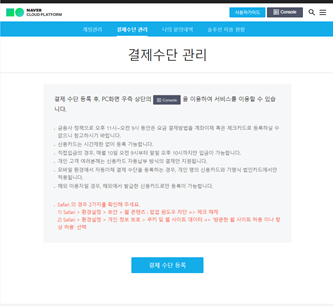 NAVER
CLOUD PLATFORM
사용자가이드
Console
계정관리
결제수단 관리
나의 문의내역
솔루션 지원 현황
결제수단 관리
결제 수단 등록 후, PC화면 우측 상단의 Console 을 이용하여 서비스를 이용할 수 있습
니다.
- 금융사 정책으로 오후 11시~오전 9시 동안은 요금 결제방법을 계좌이체 혹은 체크카드로 등록하실 수
없으니 참고하시기 바랍니다.
- 신용카드는 시간제한 없이 등록 가능합니다.
- 직접입금의 경우, 매월 10일 오전 9시부터 말일 오후 10시까지만 입금이 가능합니다.
- 개인 고객 여러분께는 신용카드 자동납부 방식의 결제만 지원됩니다.
- 모바일 환경에서 자동이체 결제 수단을 등록하는 경우, 개인 명의 신용카드와 기명식 법인카드에서만
적용됩니다.
- 해외 이용자일 경우, 해외에서 발급한 신용카드로만 등록이 가능합니다.
- Safari 의 경우 2가지를 확인해 주세요.
1) Safari > 환경설정 > 보안 > 웹 콘텐츠 : 팝업 윈도우 차단 => 체크 해제
2) Safari > 환경설정 > 개인 정보 보호 > 쿠키 및 웹 사이트 데이터 => '방문한 웹 사이트 허용 이나 항
상 허용' 선택
결제 수단 등록